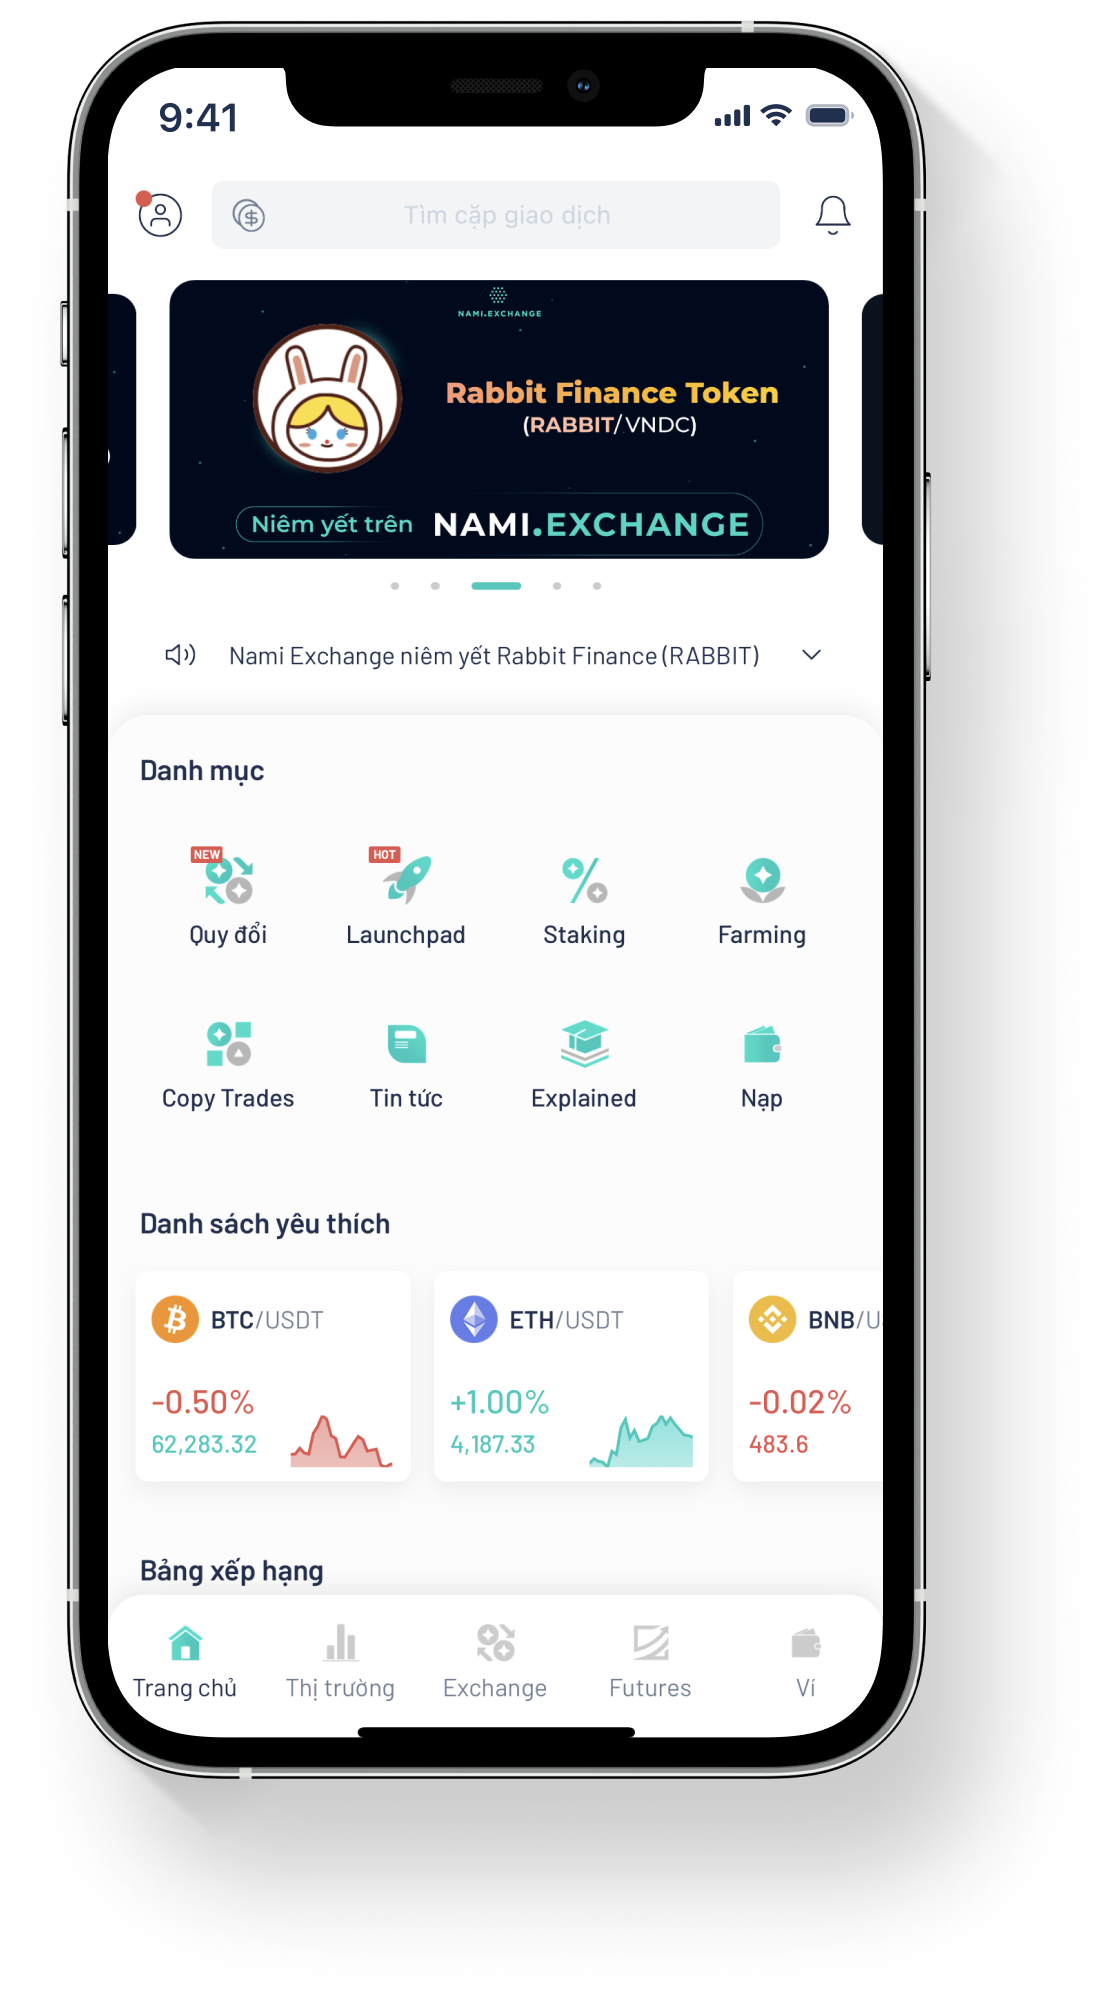 9:41
Tìm cặp giao dịch
NAMI.EXCHANGE
Rabbit Finance Token
(RABBIT/VNDC)
Niêm yết trên NAMI.EXCHANGE
Nami Exchange niêm yết Rabbit Finance (RABBIT)
Danh mục
NEW
HOT
Quy đổi
Launchpad
Staking
Farming
Copy Trades
Tin tức
Explained
Nạp
Danh sách yêu thích
BTC/USDT
-0.50%
62,283.32
ETH/USDT
+1.00%
4,187.33
BNB/U
-0.02%
483.6
Bảng xếp hạng
Trang chủ
Thị trường
Exchange
Futures
Ví